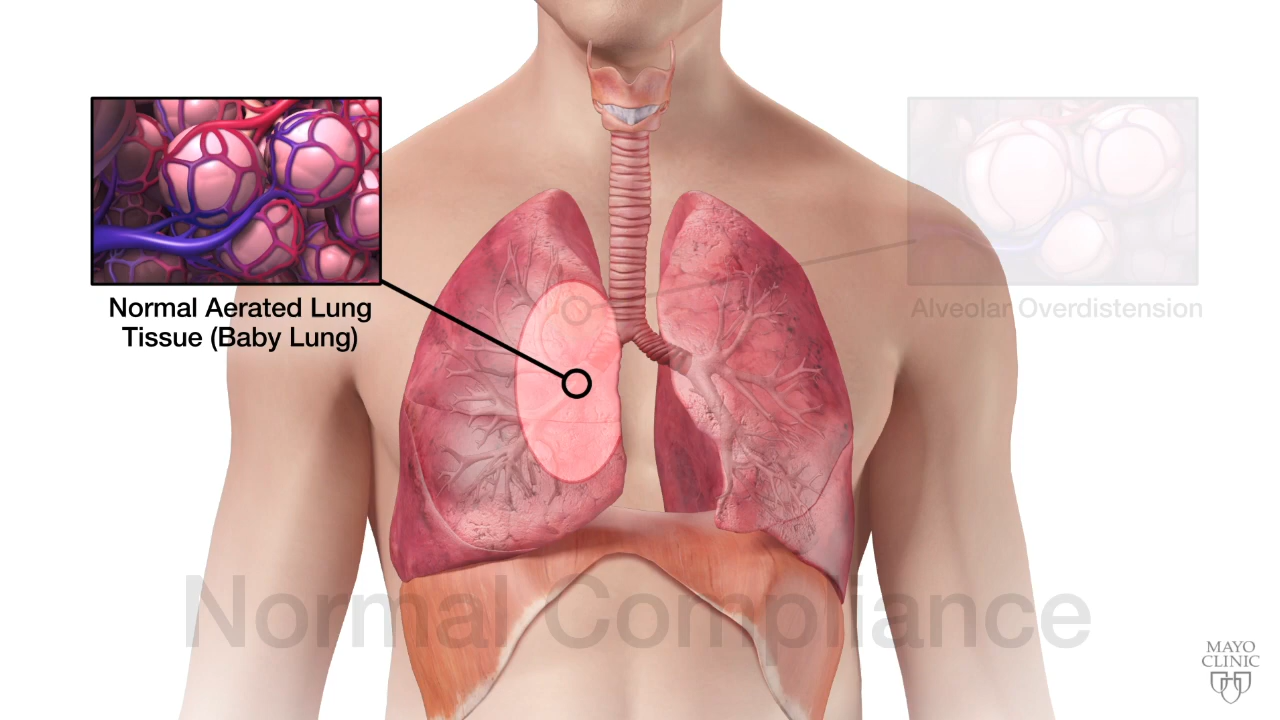 Normal Aerated Lung
Tissue (Baby Lung)
Alveolar Overdistension
Normal Compliance
MAYO
CLINIC